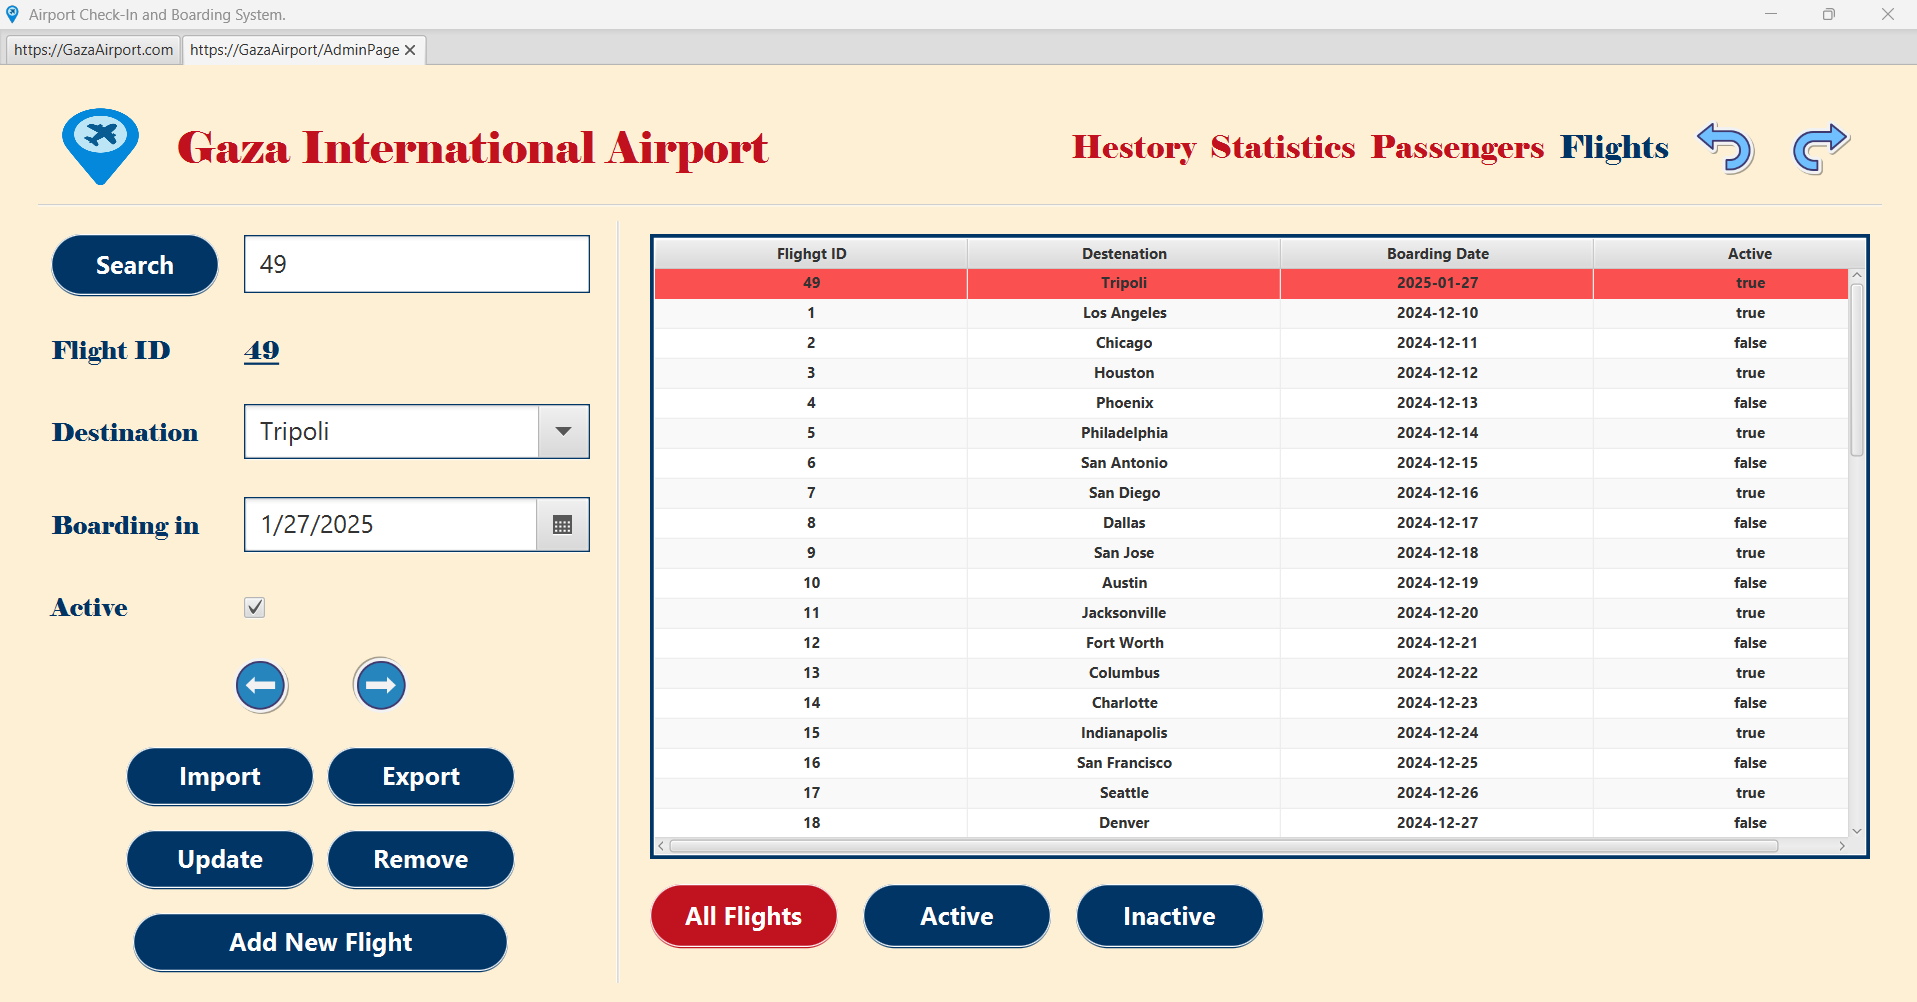 Airport Check-In and Boarding System.
https://GazaAirport.com https://GazaAirport/AdminPage
Gaza International Airport
Hestory Statistics Passengers Flights
Search 49
Flight ID 49
Destination Tripoli
Boarding in 1/27/2025
Active
Import Export
Update Remove
Add New Flight
Flighgt ID Destenation Boarding Date Active
49 Tripoli 2025-01-27 true
1 Los Angeles 2024-12-10 true
2 Chicago 2024-12-11 false
3 Houston 2024-12-12 true
4 Phoenix 2024-12-13 false
5 Philadelphia 2024-12-14 true
6 San Antonio 2024-12-15 false
7 San Diego 2024-12-16 true
8 Dallas 2024-12-17 false
9 San Jose 2024-12-18 true
10 Austin 2024-12-19 false
11 Jacksonville 2024-12-20 true
12 Fort Worth 2024-12-21 false
13 Columbus 2024-12-22 true
14 Charlotte 2024-12-23 false
15 Indianapolis 2024-12-24 true
16 San Francisco 2024-12-25 false
17 Seattle 2024-12-26 true
18 Denver 2024-12-27 false
All Flights Active Inactive